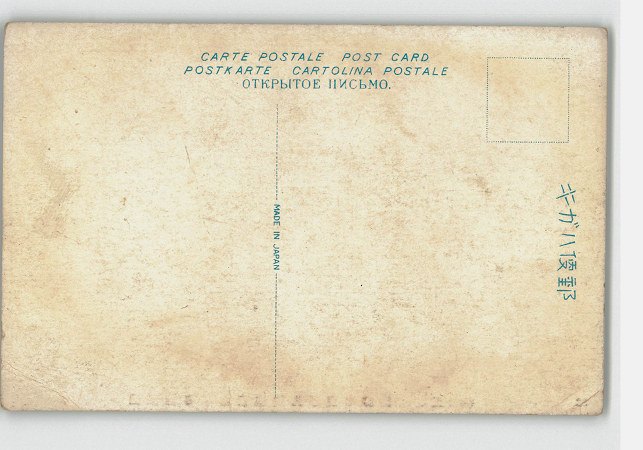 CARTE POSTALE POST CARD
POSTKARTE CARTOLINA POSTALE
ОТКРЫТОЕ ПИСЬМО.
MADE IN JAPAN
郵便ハガキ